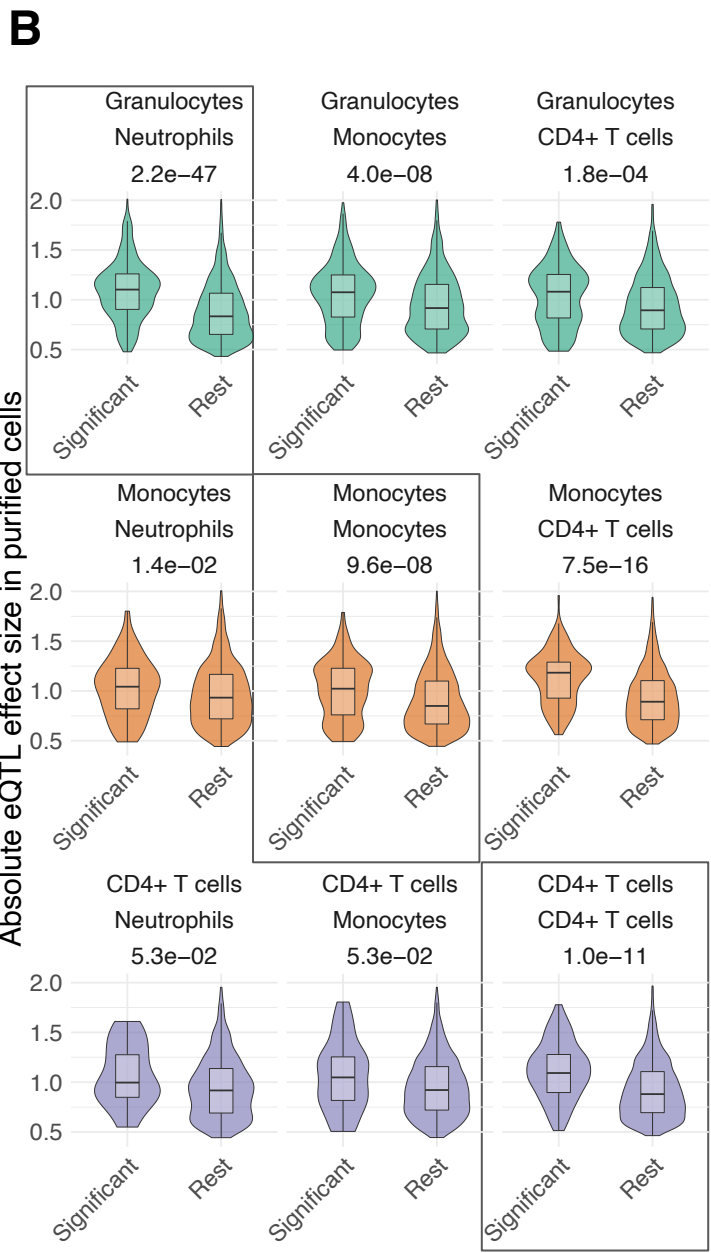 B
Absolute eQTL effect size in purified cells
Granulocytes
Neutrophils
2.2e−47
Granulocytes
Monocytes
4.0e−08
Granulocytes
CD4+ T cells
1.8e−04
2.0
1.5
1.0
0.5
Significant
Rest
Significant
Rest
Significant
Rest
Monocytes
Neutrophils
1.4e−02
Monocytes
Monocytes
9.6e−08
Monocytes
CD4+ T cells
7.5e−16
2.0
1.5
1.0
0.5
Significant
Rest
Significant
Rest
Significant
Rest
CD4+ T cells
Neutrophils
5.3e−02
CD4+ T cells
Monocytes
5.3e−02
CD4+ T cells
CD4+ T cells
1.0e−11
2.0
1.5
1.0
0.5
Significant
Rest
Significant
Rest
Significant
Rest